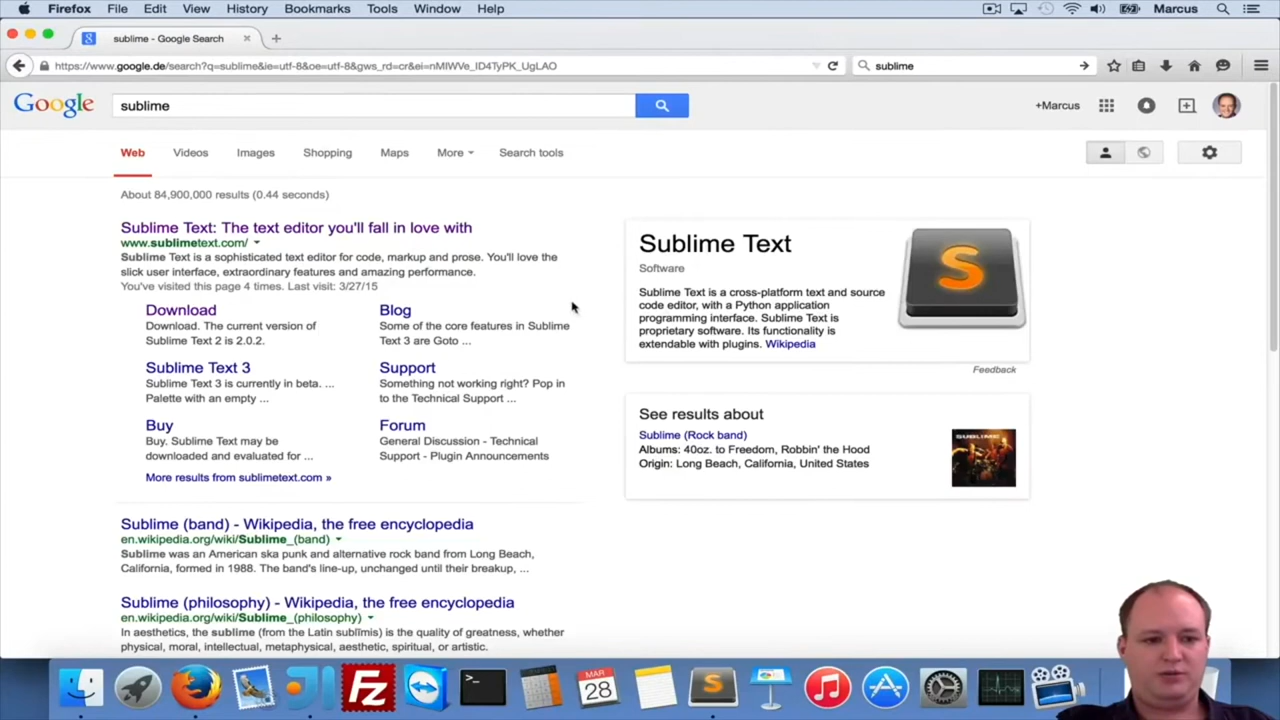 Firefox File Edit View History Bookmarks Tools Window Help Marcus
sublime - Google Search
https://www.google.de/search?q=sublime&ie=utf-8&oe=utf-8&gws_rd=cr&ei=nMIWVe_ID4TyPK_UgLAO sublime
Google sublime +Marcus
Web Videos Images Shopping Maps More Search tools
About 84,900,000 results (0.44 seconds)
Sublime Text: The text editor you'll fall in love with
www.sublimetext.com/
Sublime Text is a sophisticated text editor for code, markup and prose. You'll love the
slick user interface, extraordinary features and amazing performance.
You've visited this page 4 times. Last visit: 3/27/15
Download
Download. The current version of
Sublime Text 2 is 2.0.2.
Blog
Some of the core features in Sublime
Text 3 are Goto ...
Sublime Text 3
Sublime Text 3 is currently in beta. ...
Palette with an empty ...
Support
Something not working right? Pop in
to the Technical Support ...
Buy
Buy. Sublime Text may be
downloaded and evaluated for ...
Forum
General Discussion - Technical
Support - Plugin Announcements
More results from sublimetext.com »
Sublime (band) - Wikipedia, the free encyclopedia
en.wikipedia.org/wiki/Sublime_(band)
Sublime was an American ska punk and alternative rock band from Long Beach,
California, formed in 1988. The band's line-up, unchanged until their breakup, ...
Sublime (philosophy) - Wikipedia, the free encyclopedia
en.wikipedia.org/wiki/Sublime_(philosophy)
In aesthetics, the sublime (from the Latin sublīmis) is the quality of greatness, whether
physical, moral, intellectual, metaphysical, aesthetic, spiritual, or artistic.
Sublime Text
Software
Sublime Text is a cross-platform text and source
code editor, with a Python application
programming interface. Sublime Text is
proprietary software. Its functionality is
extendable with plugins. Wikipedia
S
Feedback
See results about
Sublime (Rock band)
Albums: 40oz. to Freedom, Robbin' the Hood
Origin: Long Beach, California, United States
SUBLIME
FZ
>_
MAR
28
S